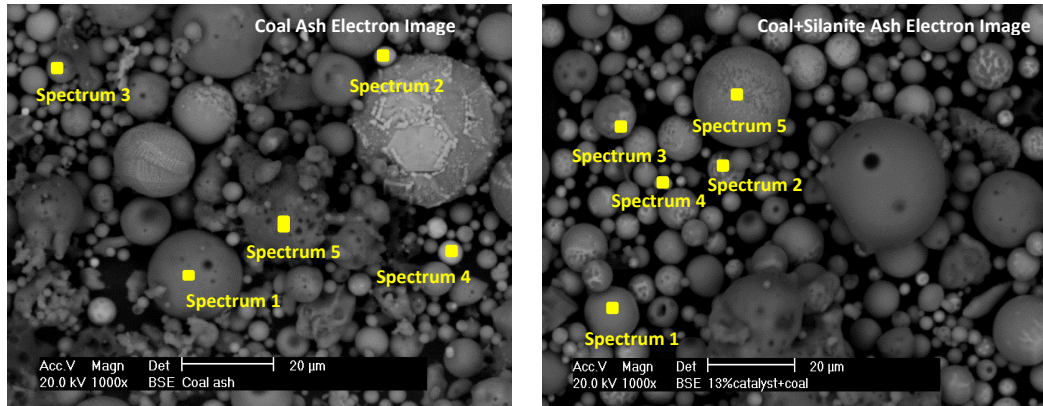 Coal Ash Electron Image
Spectrum 3
Spectrum 2
Spectrum 5
Spectrum 4
Spectrum 1
Acc.V Magn Det 20 µm
20.0 kV 1000x BSE Coal ash
Coal+Silanite Ash Electron Image
Spectrum 5
Spectrum 3
Spectrum 2
Spectrum 4
Spectrum 1
Acc.V Magn Det 20 µm
20.0 kV 1000x BSE 13%catalyst+coal